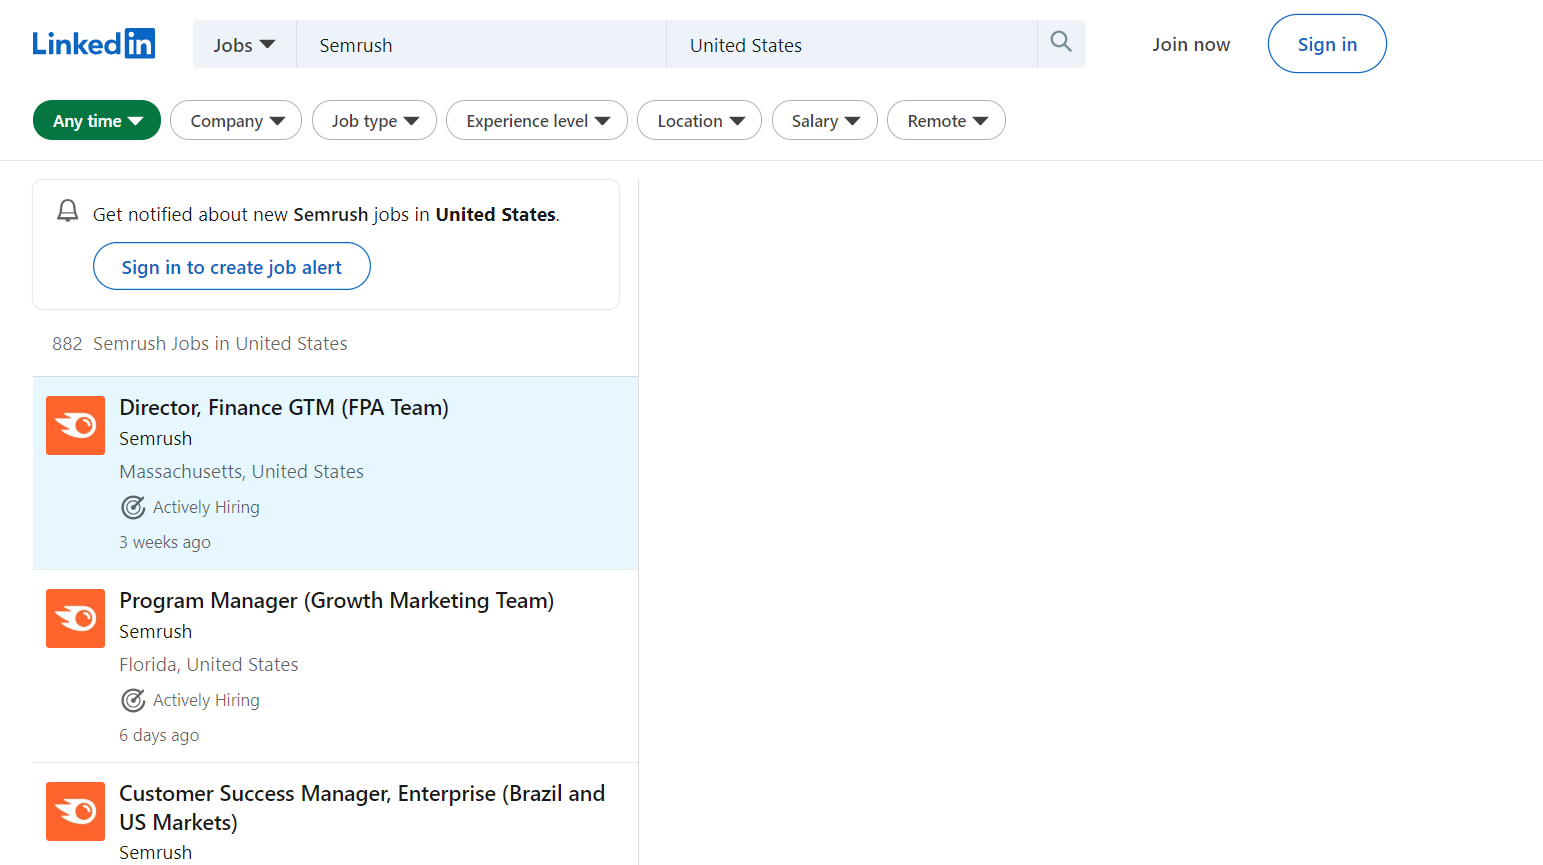 Linkedin
Jobs
Semrush
United States
Join now
Sign in
Any time
Company
Job type
Experience level
Location
Salary
Remote
Get notified about new Semrush jobs in United States.
Sign in to create job alert
882 Semrush Jobs in United States
Director, Finance GTM (FPA Team)
Semrush
Massachusetts, United States
Actively Hiring
3 weeks ago
Program Manager (Growth Marketing Team)
Semrush
Florida, United States
Actively Hiring
6 days ago
Customer Success Manager, Enterprise (Brazil and
US Markets)
Semrush